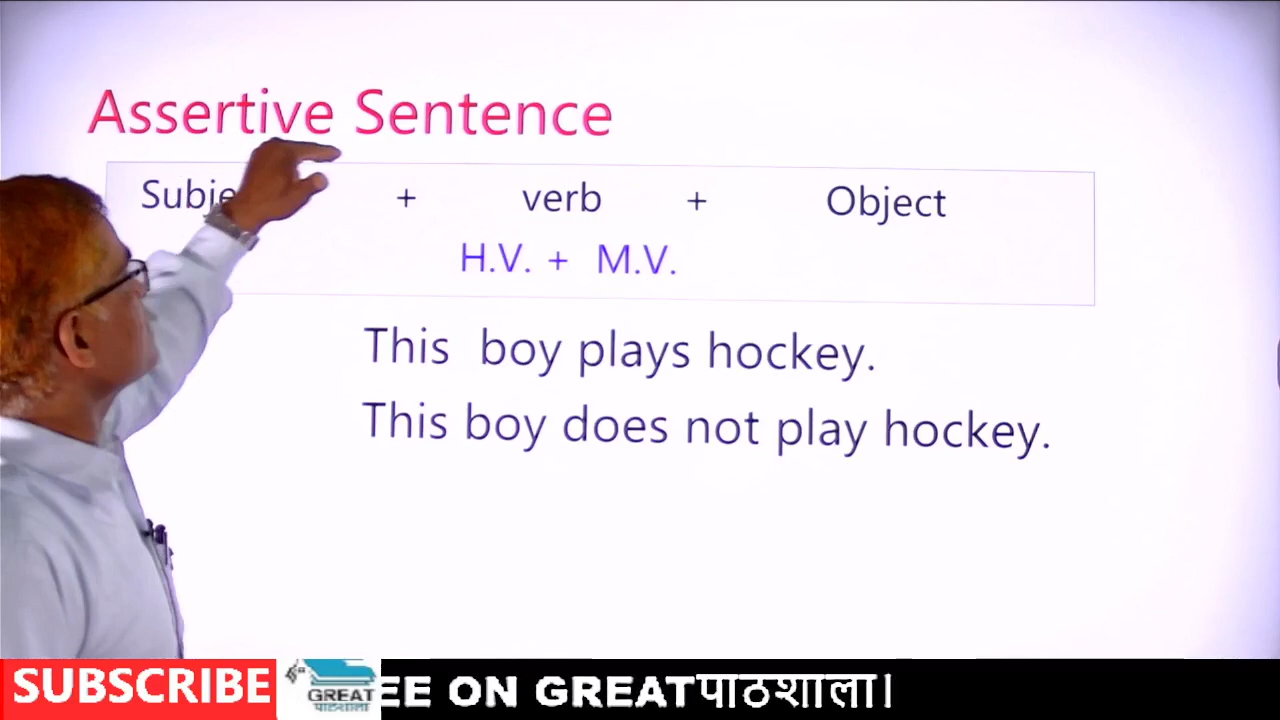 Assertive Sentence
+ verb + Object
H.V. + M.V.
This boy plays hockey.
This boy does not play hockey.
SUBSCRIBE
GREAT
पाठशाला
EE ON GREATपाठशाला।